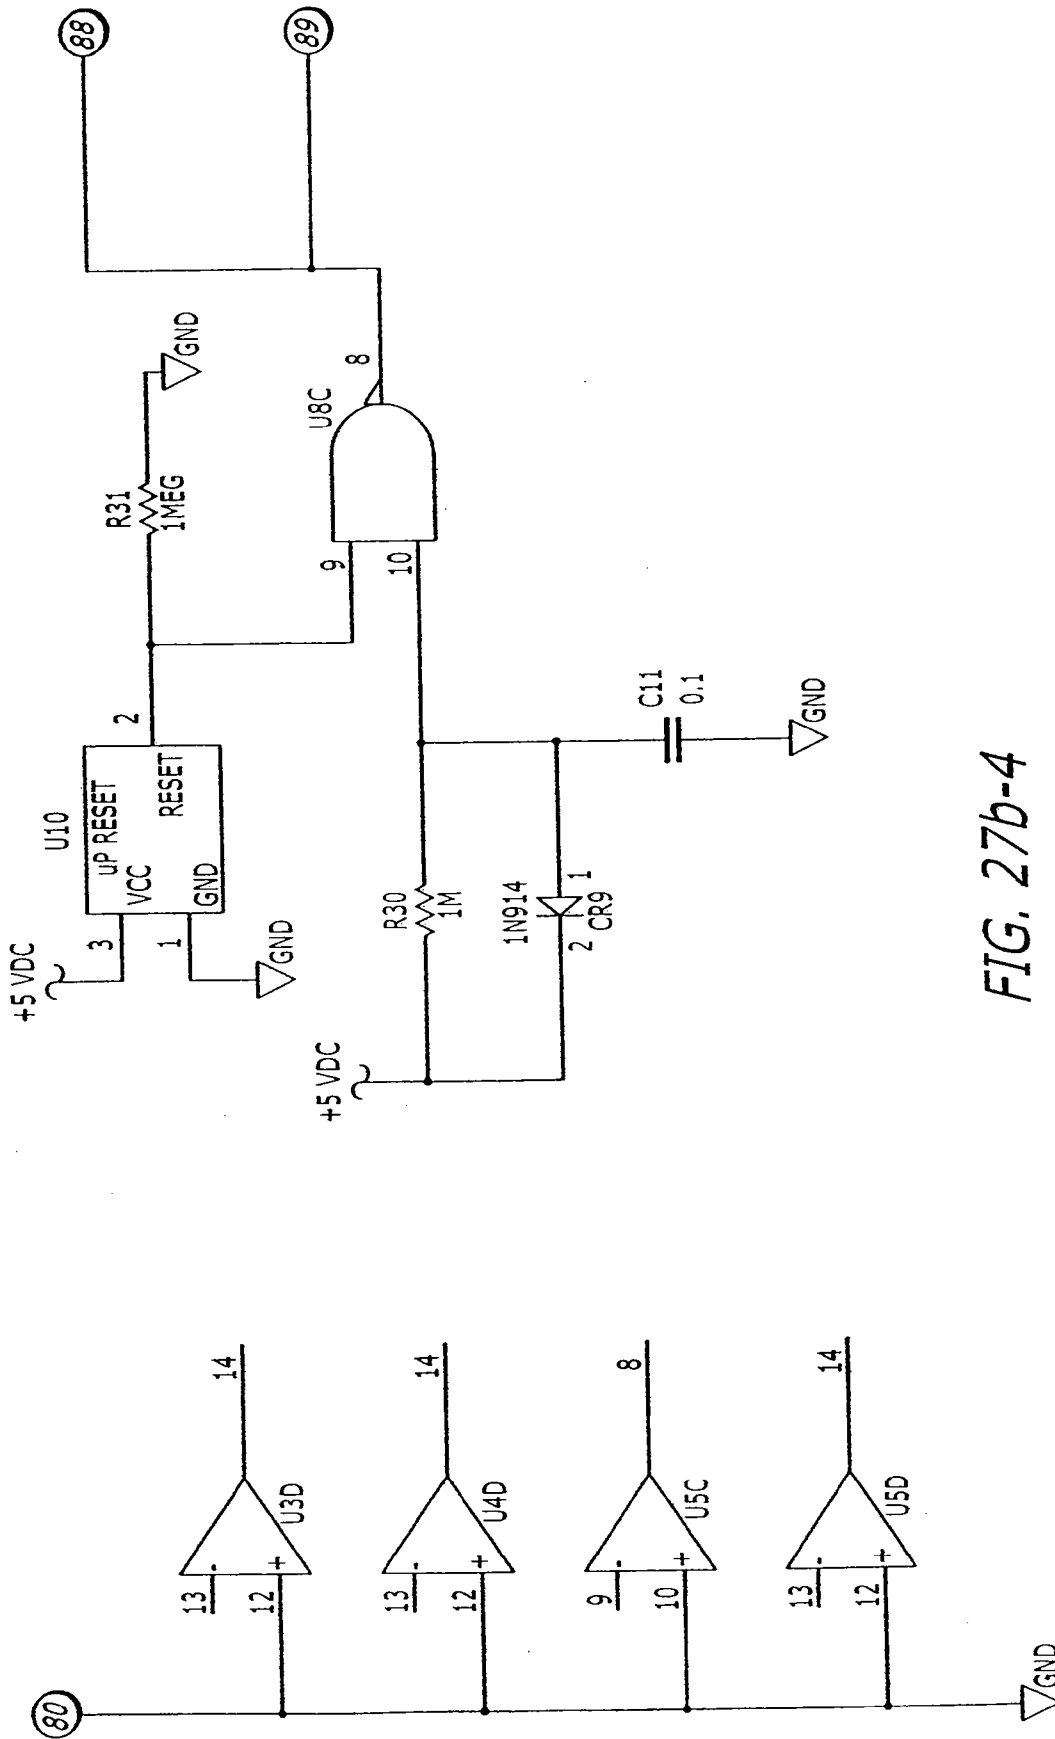 80
13
12
-
+
U3D
14
13
12
-
+
U4D
14
9
10
-
+
U5C
8
13
12
-
+
U5D
14
GND
+5 VDC
3
1
GND
U10
uP RESET
VCC
RESET
GND
2
R31
1MEG
GND
+5 VDC
R30
1M
1N914
2
1
CR9
C11
0.1
GND
9
10
U8C
8
88
89
FIG. 27b-4